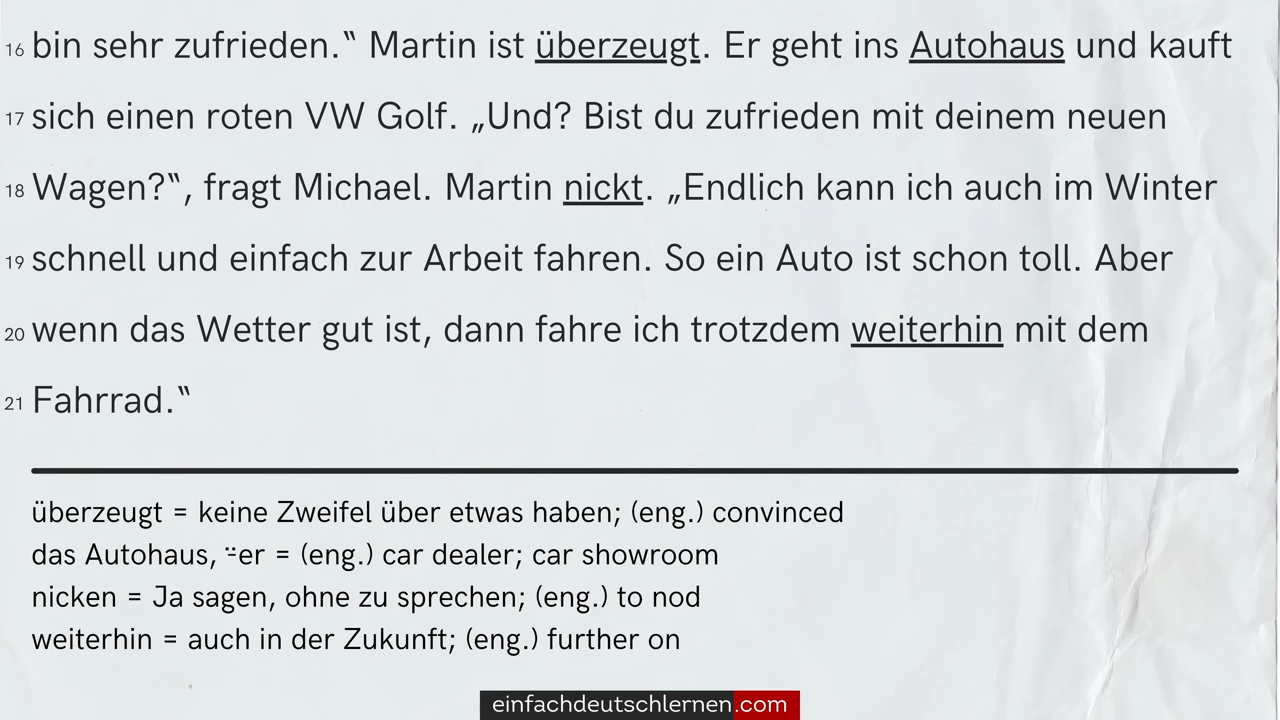 16 bin sehr zufrieden.“ Martin ist überzeugt. Er geht ins Autohaus und kauft
17 sich einen roten VW Golf. „Und? Bist du zufrieden mit deinem neuen
18 Wagen?“, fragt Michael. Martin nickt. „Endlich kann ich auch im Winter
19 schnell und einfach zur Arbeit fahren. So ein Auto ist schon toll. Aber
20 wenn das Wetter gut ist, dann fahre ich trotzdem weiterhin mit dem
21 Fahrrad.“
überzeugt = keine Zweifel über etwas haben; (eng.) convinced
das Autohaus, ⸚er = (eng.) car dealer; car showroom
nicken = Ja sagen, ohne zu sprechen; (eng.) to nod
weiterhin = auch in der Zukunft; (eng.) further on
einfachdeutschlernen.com